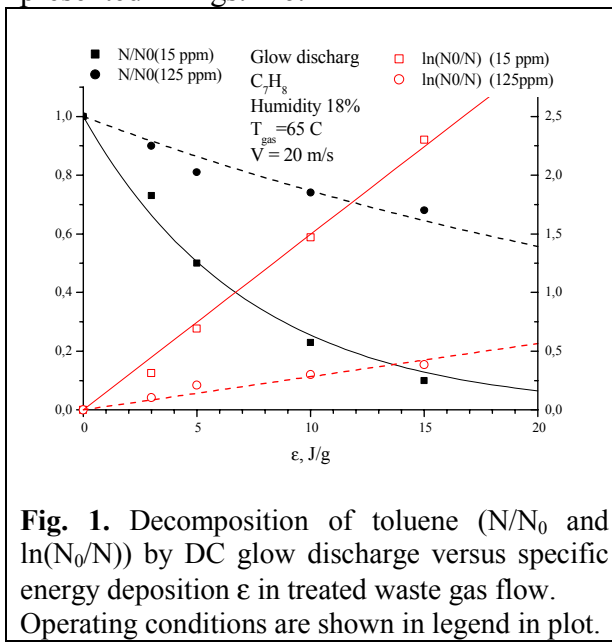 N/N0(15 ppm)
N/N0(125 ppm)
Glow discharg
C7H8
Humidity 18%
Tgas=65 C
V = 20 m/s
ln(N0/N) (15 ppm)
ln(N0/N) (125ppm)
1,0
0,8
0,6
0,4
0,2
0,0
2,5
2,0
1,5
1,0
0,5
0,0
0 5 10 15 20
ε, J/g
Fig. 1. Decomposition of toluene (N/N₀ and
ln(N₀/N)) by DC glow discharge versus specific
energy deposition ε in treated waste gas flow.
Operating conditions are shown in legend in plot.